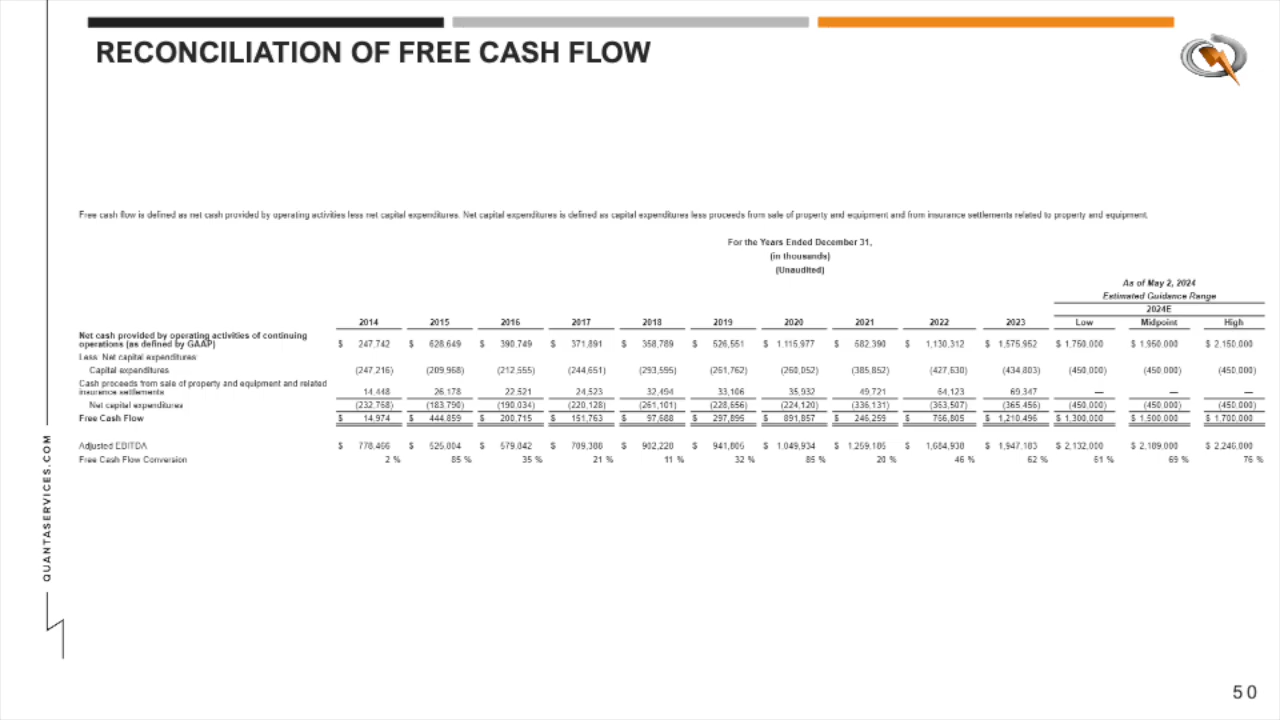 RECONCILIATION OF FREE CASH FLOW
Free cash flow is defined as net cash provided by operating activities less net capital expenditures. Net capital expenditures is defined as capital expenditures less proceeds from sale of property and equipment and from insurance settlements related to property and equipment.
For the Years Ended December 31,
(in thousands)
(Unaudited)
As of May 2, 2024
Estimated Guidance Range
2024E
2014 2015 2016 2017 2018 2019 2020 2021 2022 2023 Low Midpoint High
Net cash provided by operating activities of continuing
operations (as defined by GAAP) $ 247,742 $ 628,649 $ 390,749 $ 371,891 $ 358,789 $ 526,551 $ 1,115,977 $ 582,390 $ 1,130,312 $ 1,575,952 $ 1,750,000 $ 1,950,000 $ 2,150,000
Less: Net capital expenditures:
Capital expenditures (247,216) (209,968) (212,555) (244,651) (293,595) (261,762) (260,052) (385,852) (427,630) (434,803) (450,000) (450,000) (450,000)
Cash proceeds from sale of property and equipment and related
insurance settlements 14,448 26,178 22,521 24,523 32,494 33,106 35,932 49,721 64,123 69,347 — — —
Net capital expenditures (232,768) (183,790) (190,034) (220,128) (261,101) (228,656) (224,120) (336,131) (363,507) (365,456) (450,000) (450,000) (450,000)
Free Cash Flow $ 14,974 $ 444,859 $ 200,715 $ 151,763 $ 97,688 $ 297,895 $ 891,857 $ 246,259 $ 766,805 $ 1,210,496 $ 1,300,000 $ 1,500,000 $ 1,700,000
Adjusted EBITDA $ 778,466 $ 525,804 $ 579,842 $ 709,388 $ 902,220 $ 941,805 $ 1,049,934 $ 1,259,185 $ 1,684,938 $ 1,947,183 $ 2,132,000 $ 2,189,000 $ 2,246,000
Free Cash Flow Conversion 2 % 85 % 35 % 21 % 11 % 32 % 85 % 20 % 46 % 62 % 61 % 69 % 76 %
QUANTASERVICES.COM
50